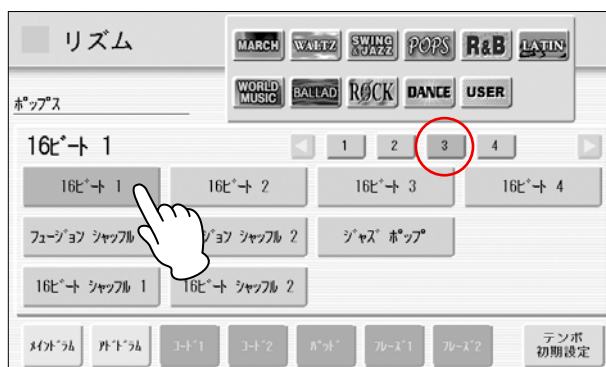 リズム
MARCH WALTZ SWING &JAZZ POPS R&B LATIN
WORLD MUSIC BALLAD ROCK DANCE USER
ポップス
16ビート 1
1 2 3 4
16ビート 1 16ビート 2 16ビート 3 16ビート 4
フュージョン シャッフル ジョン シャッフル 2 ジャズ ポップ
16ビート シャッフル 1 16ビート シャッフル 2
メインドラム アドドラム コード1 コード2 パッド フレーズ1 フレーズ2
テンポ
初期設定